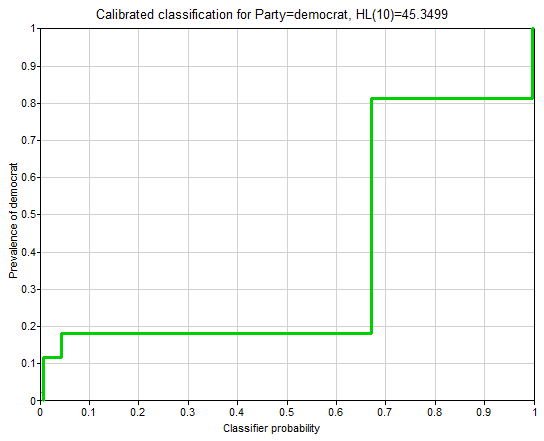 Calibrated classification for Party=democrat, HL(10)=45.3499
Prevalence of democrat
1
0.9
0.8
0.7
0.6
0.5
0.4
0.3
0.2
0.1
0
0 0.1 0.2 0.3 0.4 0.5 0.6 0.7 0.8 0.9 1
Classifier probability